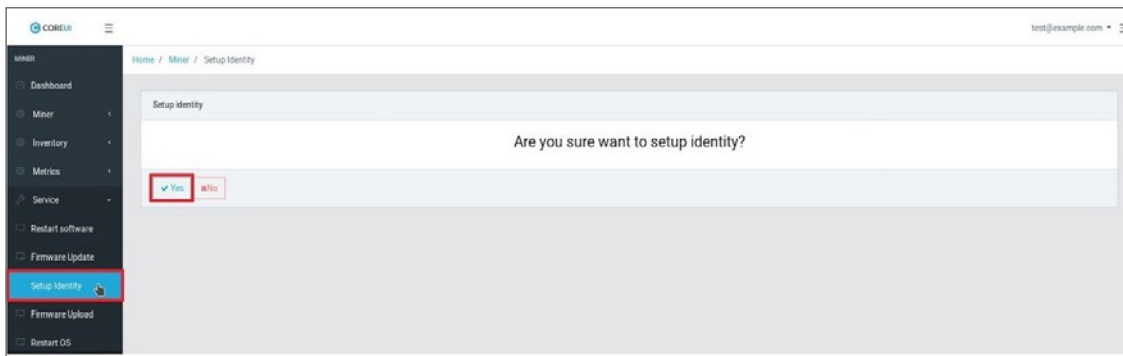 COREUI
test@example.com
MINER
Home / Miner / Setup Identity
Dashboard
Miner
Inventory
Metrics
Service
Restart software
Firmware Update
Setup Identity
Firmware Upload
Restart OS
Setup identity
Are you sure want to setup identity?
Yes
No